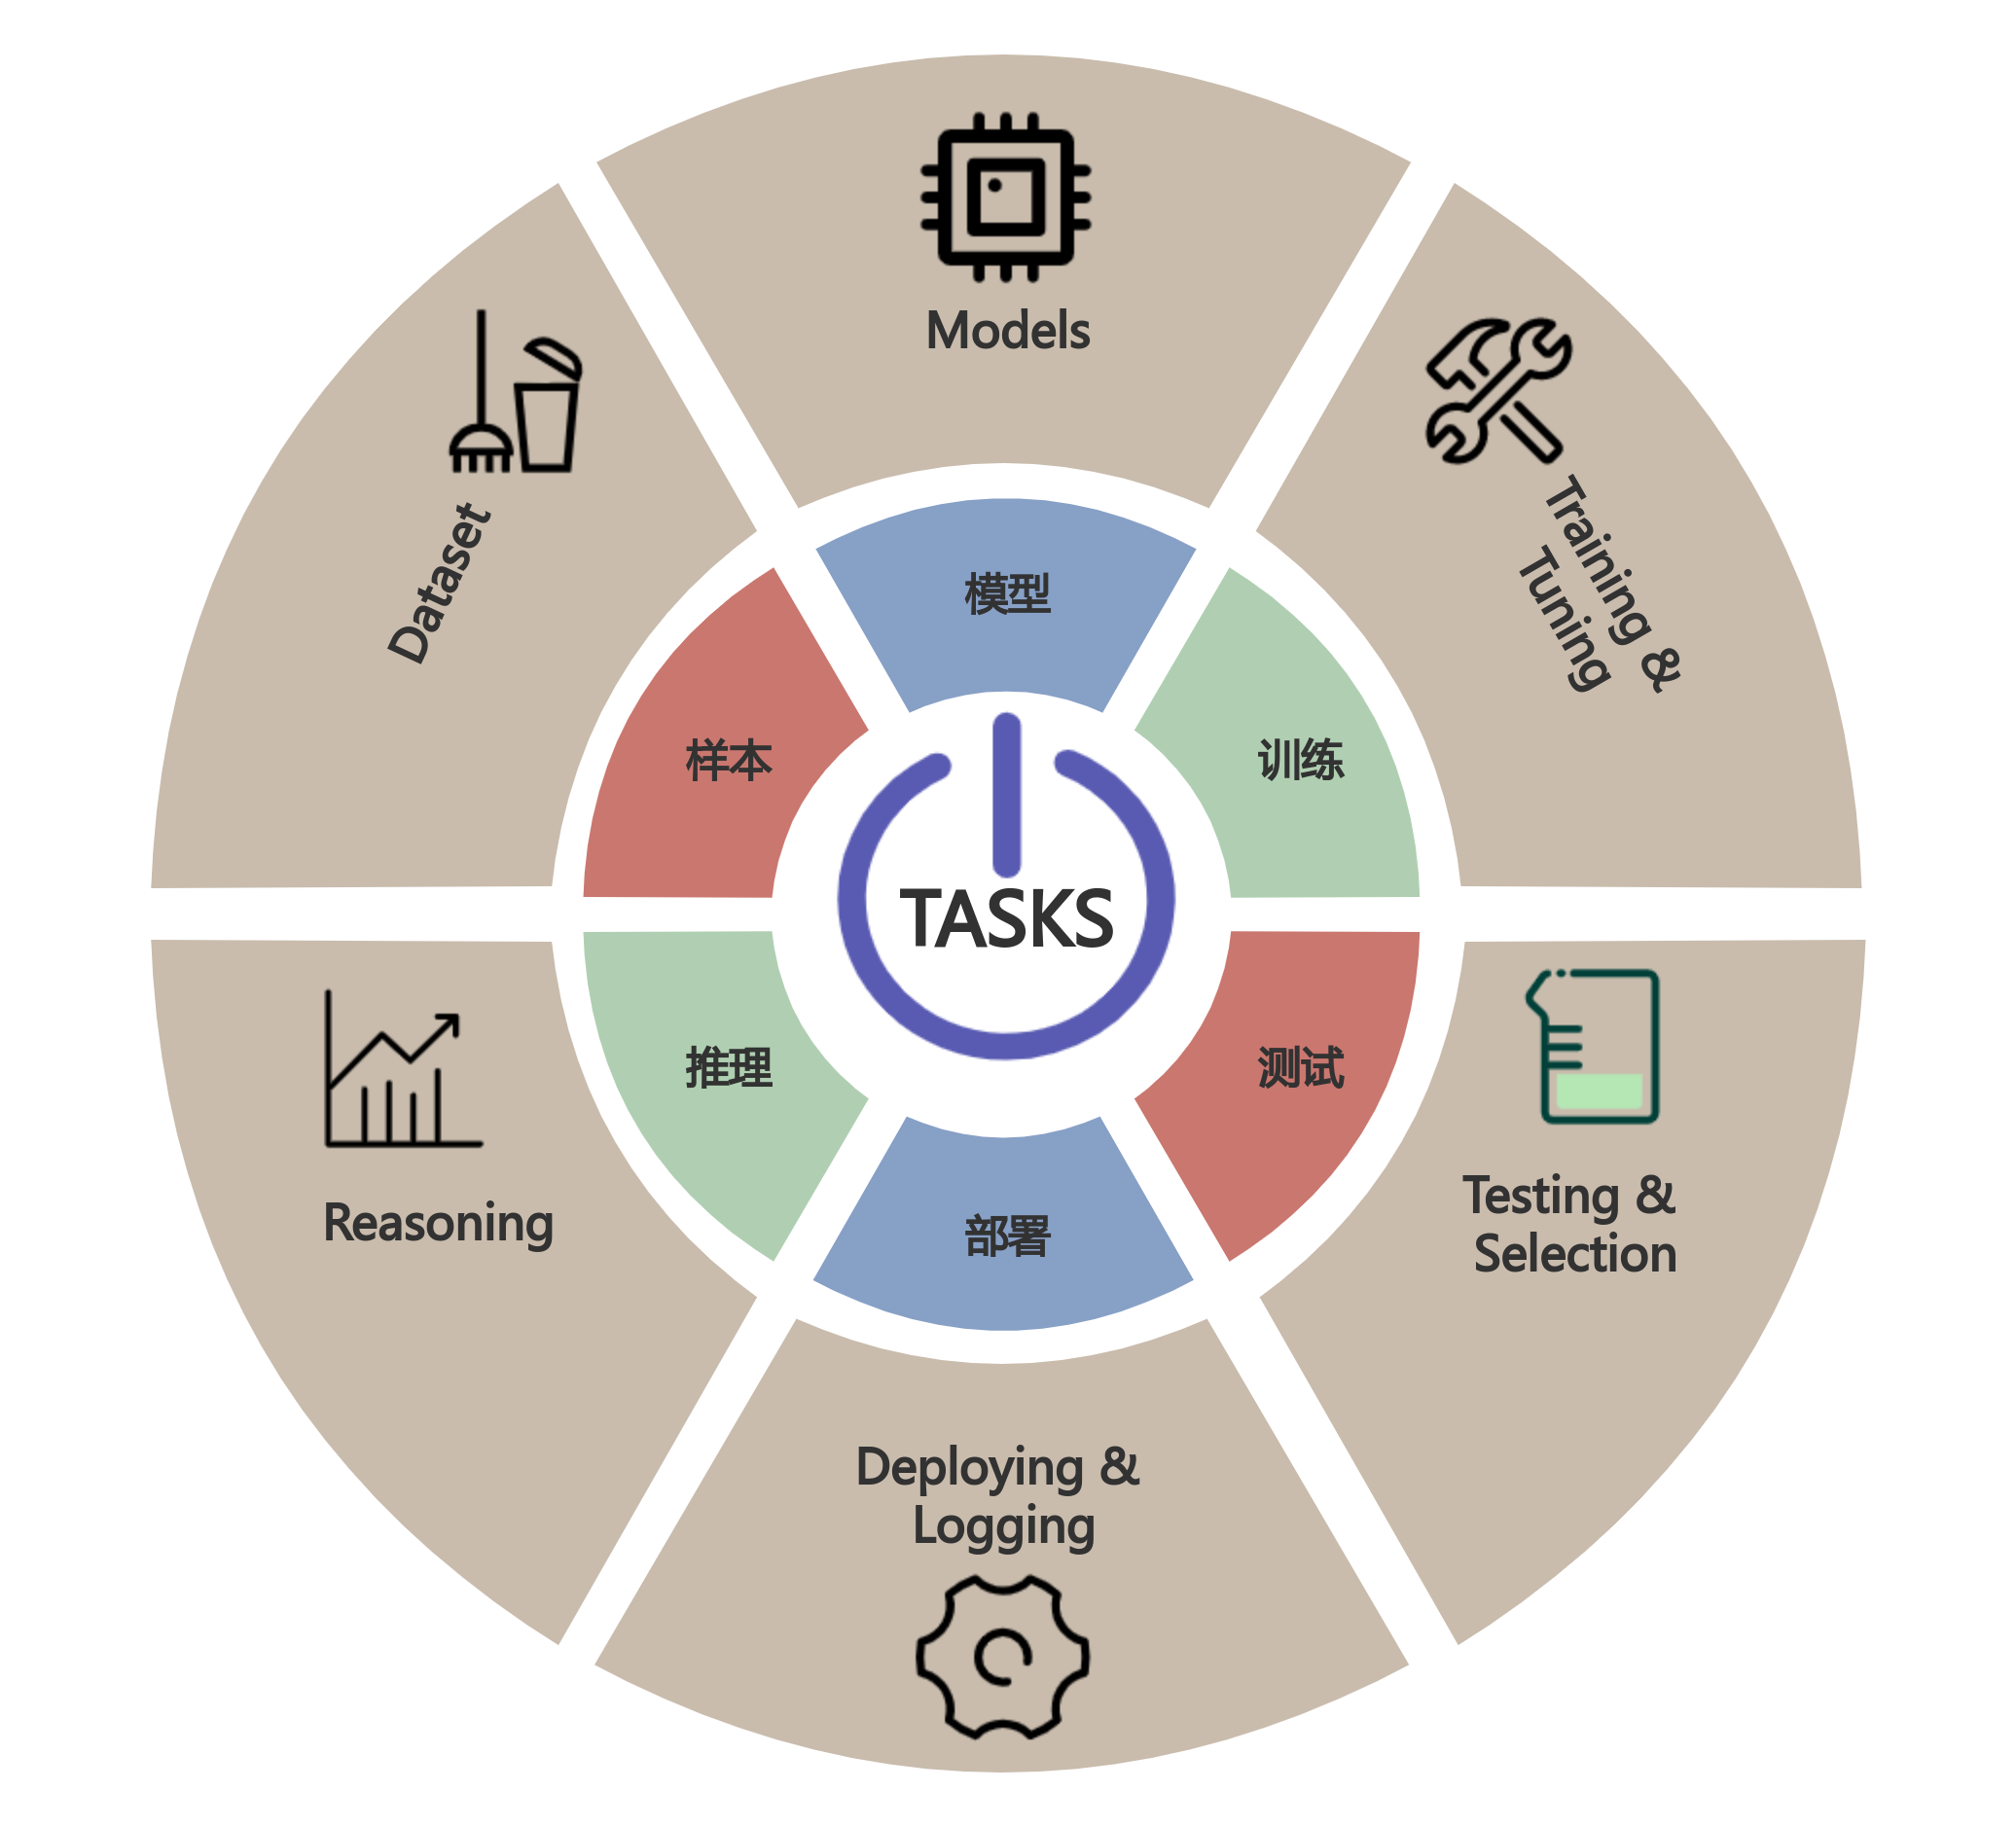 Models
Dataset
Training &
Tuning
模型
样本
训练
TASKS
推理
测试
部署
Reasoning
Testing &
Selection
Deploying &
Logging